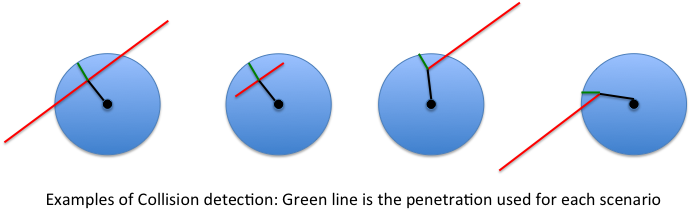 Examples of Collision detection: Green line is the penetration used for each scenario